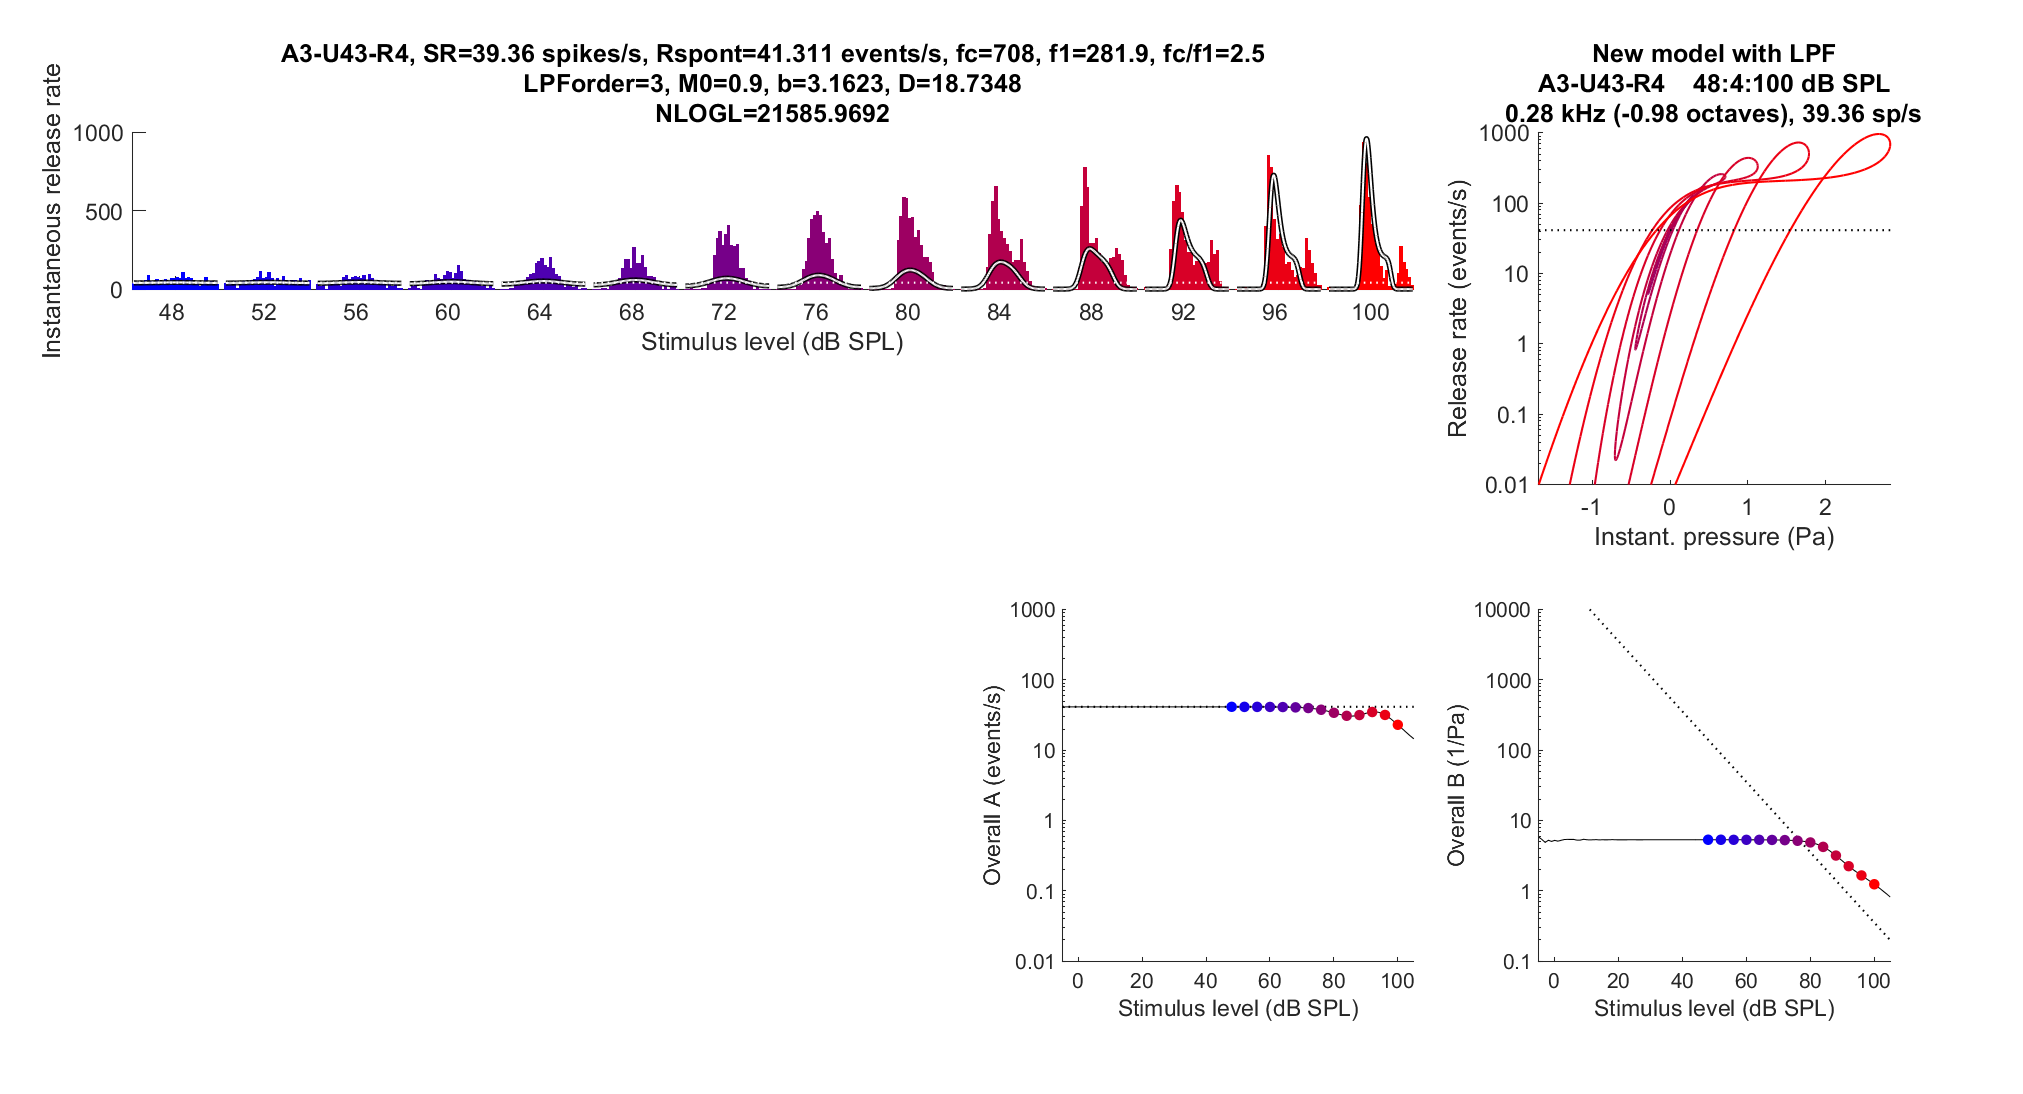 A3-U43-R4, SR=39.36 spikes/s, Rspont=41.311 events/s, fc=708, f1=281.9, fc/f1=2.5
LPForder=3, M0=0.9, b=3.1623, D=18.7348
NLOGL=21585.9692
Instantaneous release rate
1000
500
0
48 52 56 60 64 68 72 76 80 84 88 92 96 100
Stimulus level (dB SPL)
New model with LPF
A3-U43-R4 48:4:100 dB SPL
0.28 kHz (-0.98 octaves), 39.36 sp/s
Release rate (events/s)
1000
100
10
1
0.1
0.01
-1 0 1 2
Instant. pressure (Pa)
Overall A (events/s)
1000
100
10
1
0.1
0.01
0 20 40 60 80 100
Stimulus level (dB SPL)
Overall B (1/Pa)
10000
1000
100
10
1
0.1
0 20 40 60 80 100
Stimulus level (dB SPL)